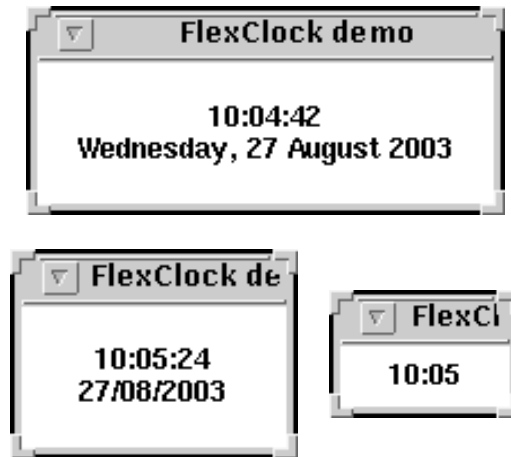 FlexClock demo
10:04:42
Wednesday, 27 August 2003
FlexClock de
10:05:24
27/08/2003
FlexCl
10:05